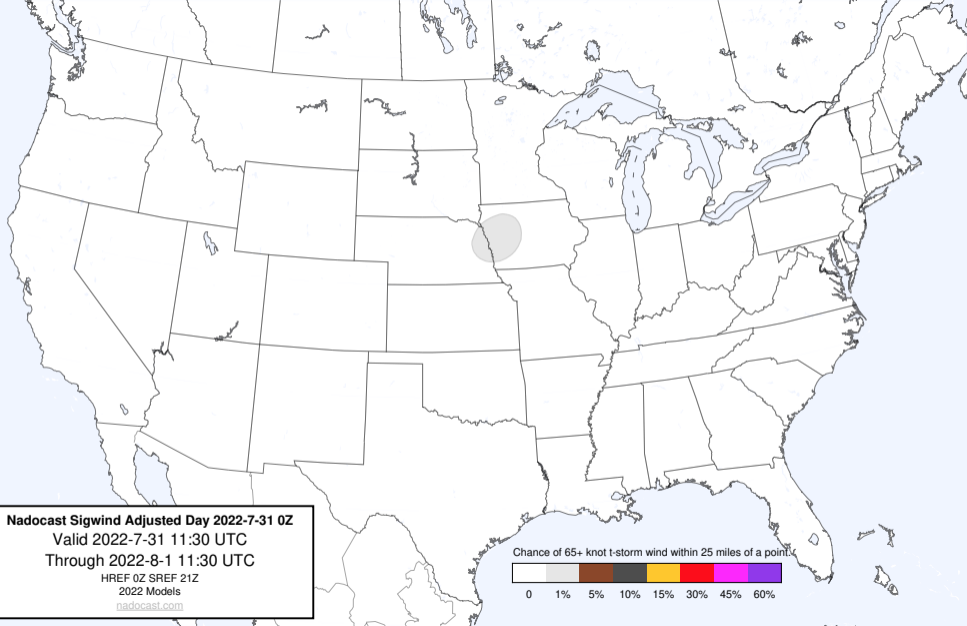 Nadocast Sigwind Adjusted Day 2022-7-31 0Z
Valid 2022-7-31 11:30 UTC
Through 2022-8-1 11:30 UTC
HREF 0Z SREF 21Z
2022 Models
nadocast.com
Chance of 65+ knot t-storm wind within 25 miles of a point.
0 1% 5% 10% 15% 30% 45% 60%